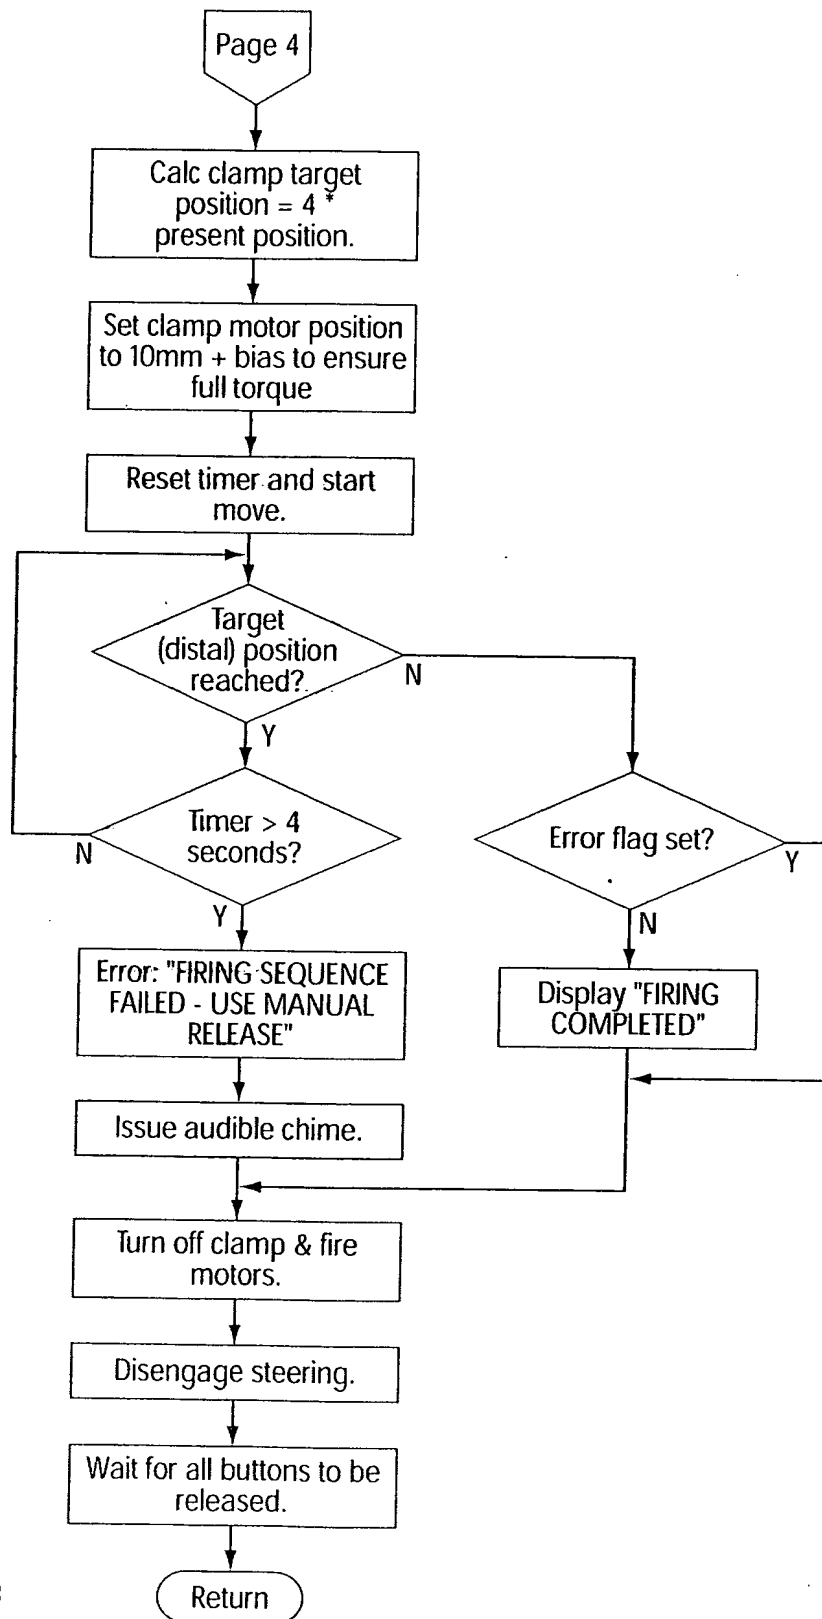 Page 4
Calc clamp target
position = 4 *
present position.
Set clamp motor position
to 10mm + bias to ensure
full torque
Reset timer and start
move.
Target
(distal) position
reached?
N
Y
Timer > 4
seconds?
N
Y
Error flag set?
Y
N
Error: "FIRING SEQUENCE
FAILED - USE MANUAL
RELEASE"
Display "FIRING
COMPLETED"
Issue audible chime.
Turn off clamp & fire
motors.
Disengage steering.
Wait for all buttons to be
released.
Return